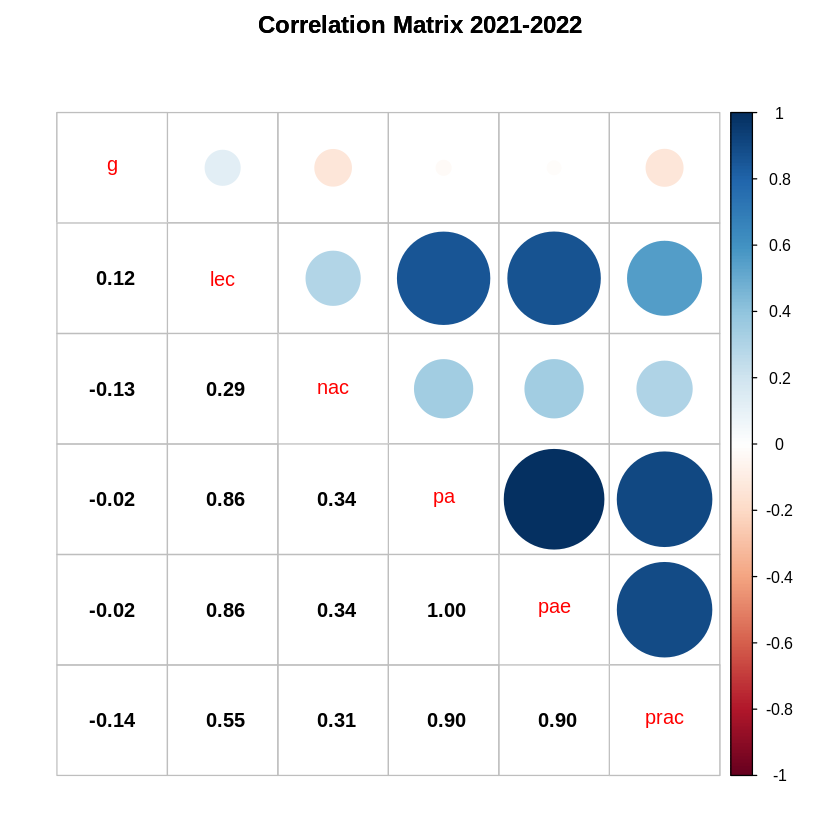 Correlation Matrix 2021-2022
g
0.12 lec
-0.13 0.29 nac
-0.02 0.86 0.34 pa
-0.02 0.86 0.34 1.00 pae
-0.14 0.55 0.31 0.90 0.90 prac
1
0.8
0.6
0.4
0.2
0
-0.2
-0.4
-0.6
-0.8
-1